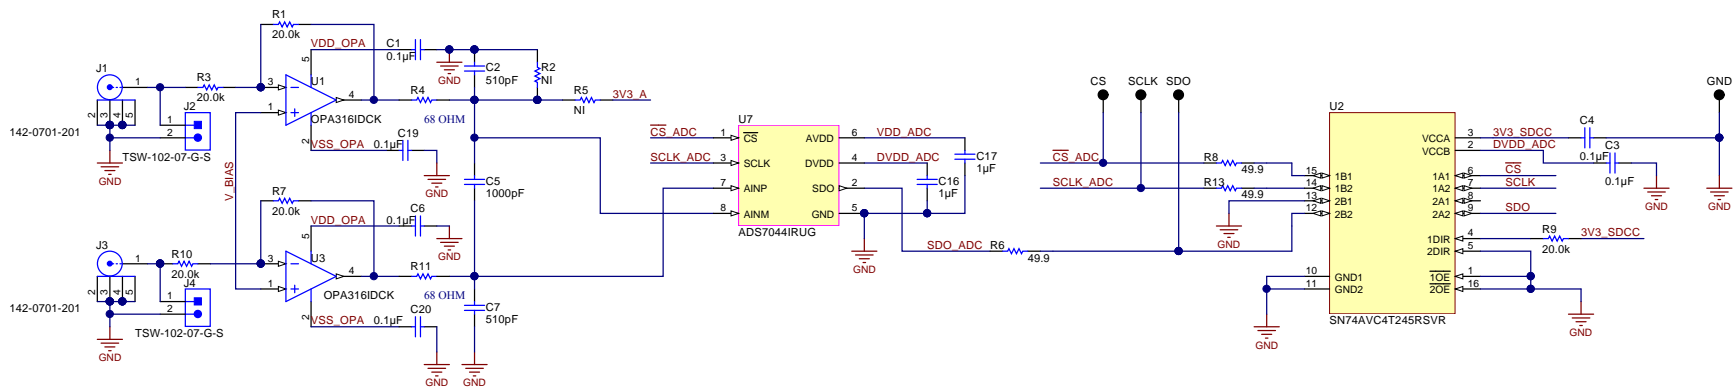 R1
20.0k
VDD_OPA
C1
0.1µF
5
U1
GND
C2
510pF
R2
NI
J1
1
R3
20.0k
3
4
R4
68 OHM
R5
NI
3V3_A
J2
1
2
1
OPA316IDCK
2 3 4 5
142-0701-201
TSW-102-07-G-S
GND
2
VSS_OPA
C19
0.1µF
GND
V_BIAS
C5
1000pF
R7
20.0k
VDD_OPA
C6
0.1µF
5
U3
GND
J3
1
R10
20.0k
3
4
R11
68 OHM
J4
1
2
1
OPA316IDCK
2 3 4 5
142-0701-201
TSW-102-07-G-S
GND
2
VSS_OPA
0.1µF
C20
C7
510pF
GND
GND
U7
CS_ADC
1
CS
AVDD
6
VDD_ADC
SCLK_ADC
3
SCLK
DVDD
4
DVDD_ADC
C17
1µF
7
AINP
SDO
2
C16
1µF
8
AINM
GND
5
ADS7044IRUG
GND
SDO_ADC
R6
49.9
CS
SCLK
SDO
GND
CS_ADC
R8
49.9
SCLK_ADC
R13
49.9
GND
U2
15
1B1
14
1B2
13
2B1
12
2B2
10
GND1
11
GND2
VCCA
3
3V3_SDCC
VCCB
2
DVDD_ADC
C4
0.1µF
C3
0.1µF
1A1
6
CS
1A2
7
SCLK
2A1
8
2A2
9
SDO
1DIR
4
R9
20.0k
3V3_SDCC
2DIR
5
1OE
1
2OE
16
SN74AVC4T245RSVR
GND
GND
GND
GND